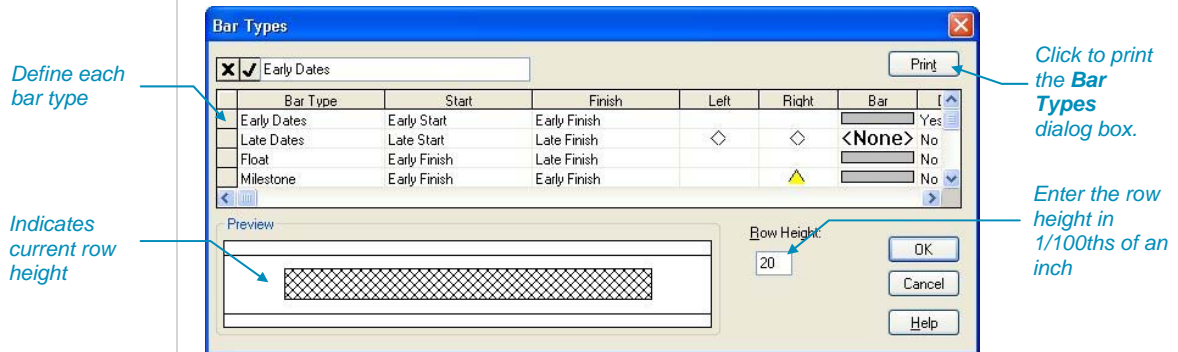 Bar Types
Define each
bar type
Early Dates
Print
Click to print
the Bar
Types
dialog box.
Bar Type Start Finish Left Right Bar
Early Dates Early Start Early Finish Yes
Late Dates Late Start Late Finish <None> No
Float Early Finish Late Finish No
Milestone Early Finish Early Finish No
Indicates
current row
height
Preview
Row Height:
20
Enter the row
height in
1/100ths of an
inch
OK
Cancel
Help